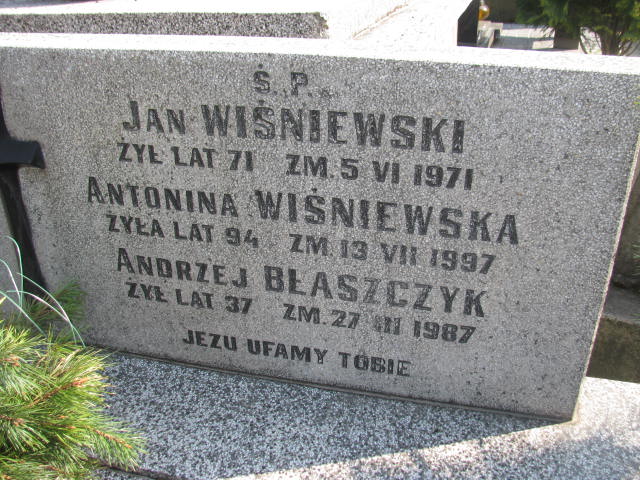 Ś. P.
JAN WIŚNIEWSKI
ŻYŁ LAT 71 ZM. 5 VI 1971
ANTONINA WIŚNIEWSKA
ŻYŁA LAT 94 ZM. 13 VII 1997
ANDRZEJ BŁASZCZYK
ŻYŁ LAT 37 ZM. 27 III 1987
JEZU UFAMY TOBIE